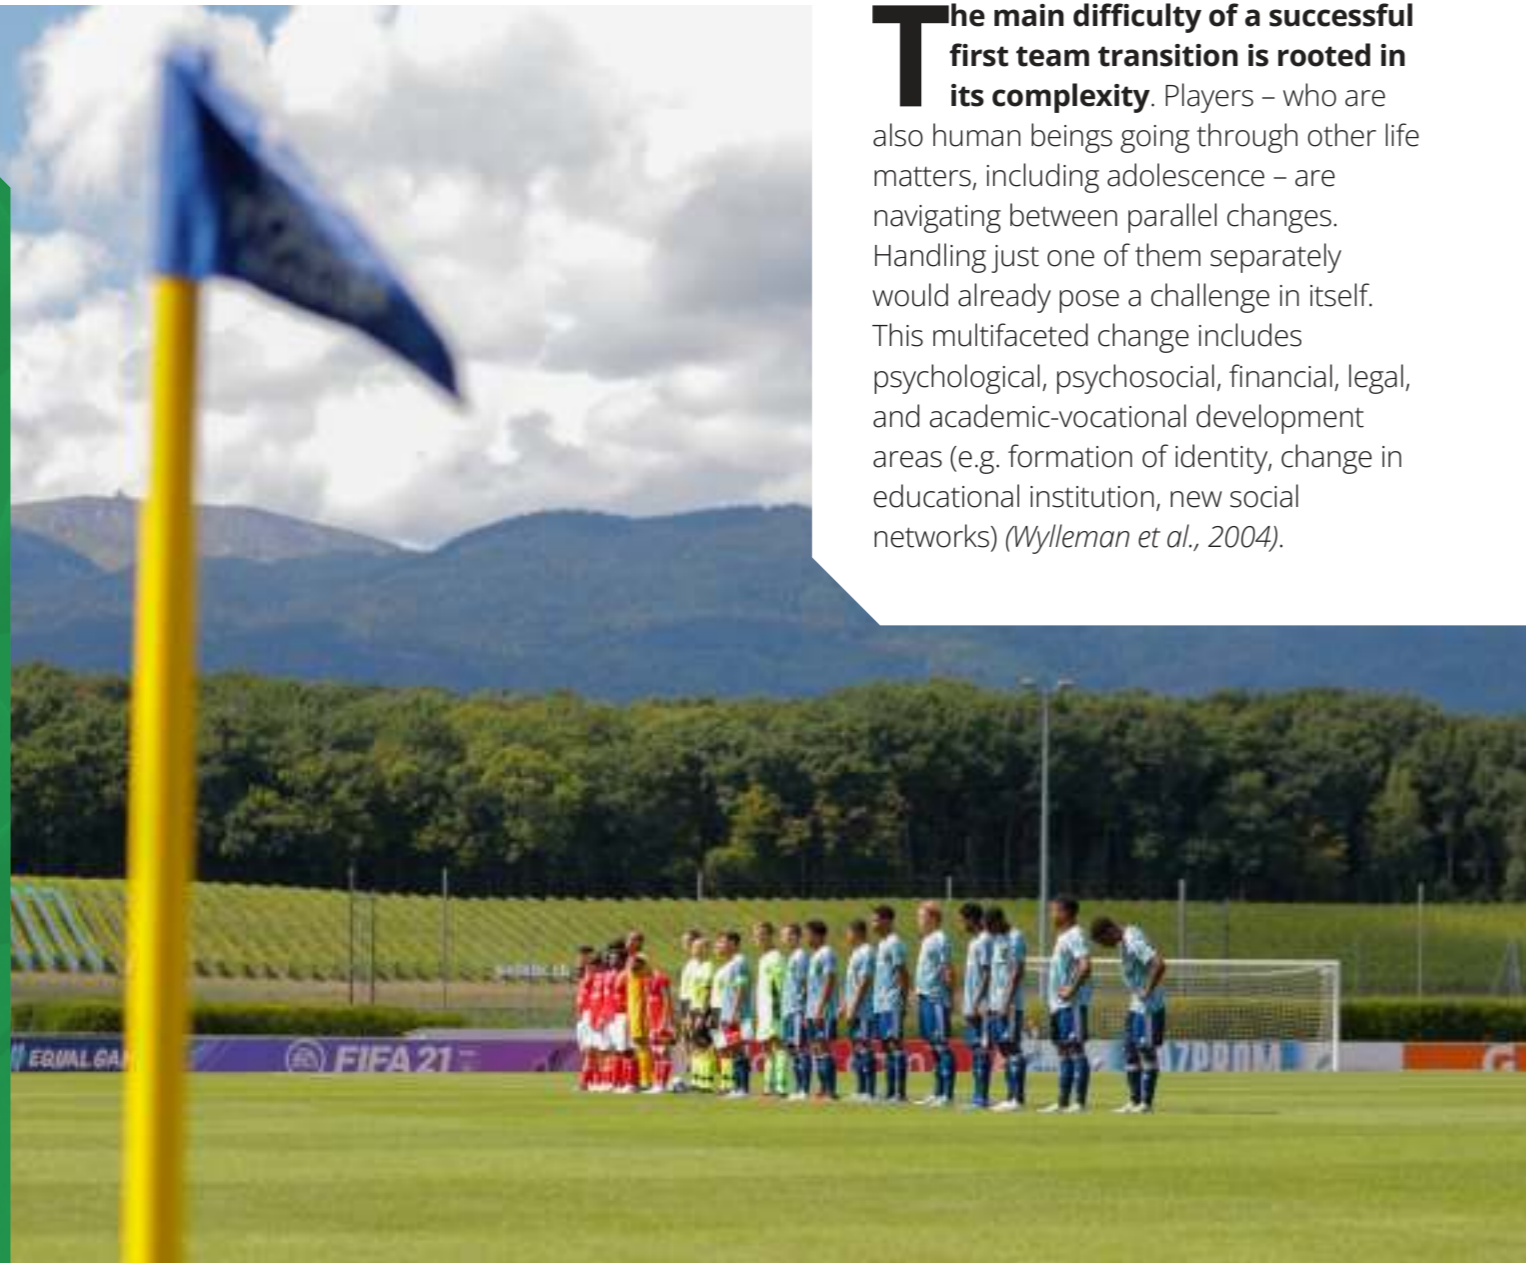 The main difficulty of a successful
first team transition is rooted in
its complexity. Players – who are
also human beings going through other life
matters, including adolescence – are
navigating between parallel changes.
Handling just one of them separately
would already pose a challenge in itself.
This multifaceted change includes
psychological, psychosocial, financial, legal,
and academic-vocational development
areas (e.g. formation of identity, change in
educational institution, new social
networks) (Wylleman et al., 2004).
EQUAL GA
FIFA 21